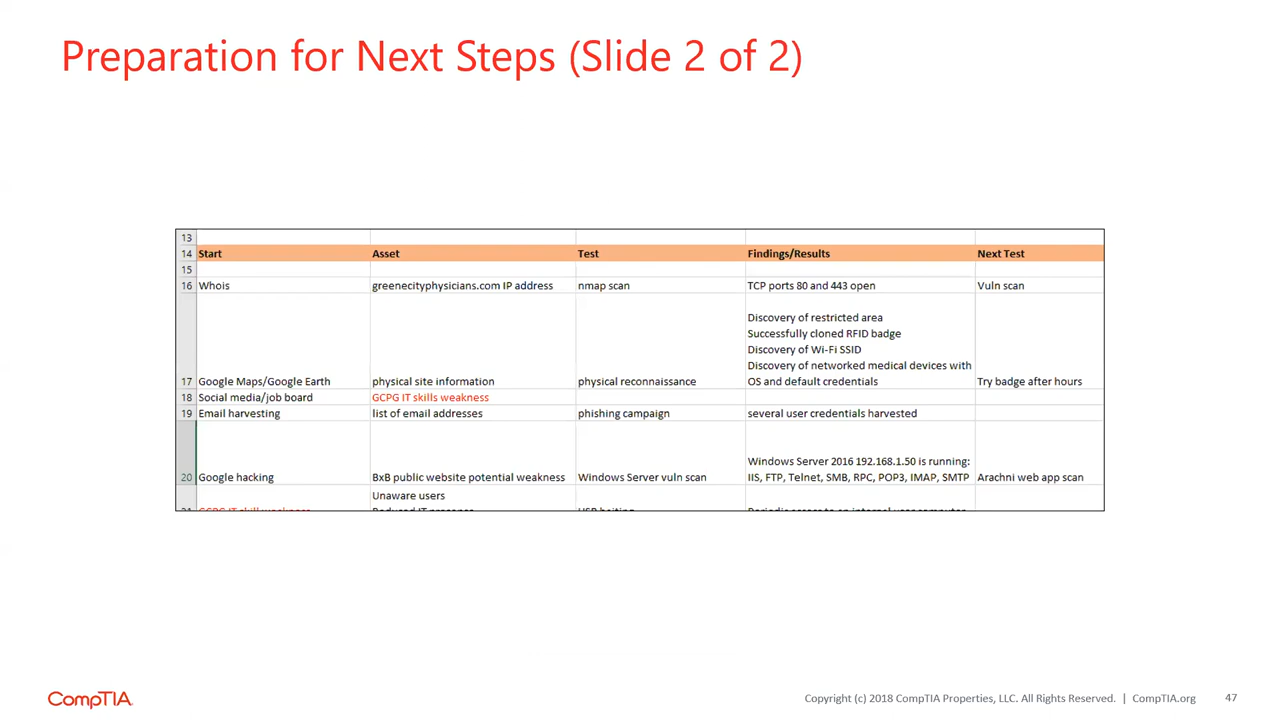 Preparation for Next Steps (Slide 2 of 2)
13
14 Start Asset Test Findings/Results Next Test
15
16 Whois greenecityphysicians.com IP address nmap scan TCP ports 80 and 443 open Vuln scan
Discovery of restricted area
Successfully cloned RFID badge
Discovery of Wi-Fi SSID
Discovery of networked medical devices with
17 Google Maps/Google Earth physical site information physical reconnaissance OS and default credentials Try badge after hours
18 Social media/job board GCPG IT skills weakness
19 Email harvesting list of email addresses phishing campaign several user credentials harvested
Windows Server 2016 192.168.1.50 is running:
20 Google hacking BxB public website potential weakness Windows Server vuln scan IIS, FTP, Telnet, SMB, RPC, POP3, IMAP, SMTP Arachni web app scan
Unaware users
CompTIA
Copyright (c) 2018 CompTIA Properties, LLC. All Rights Reserved. | CompTIA.org 47